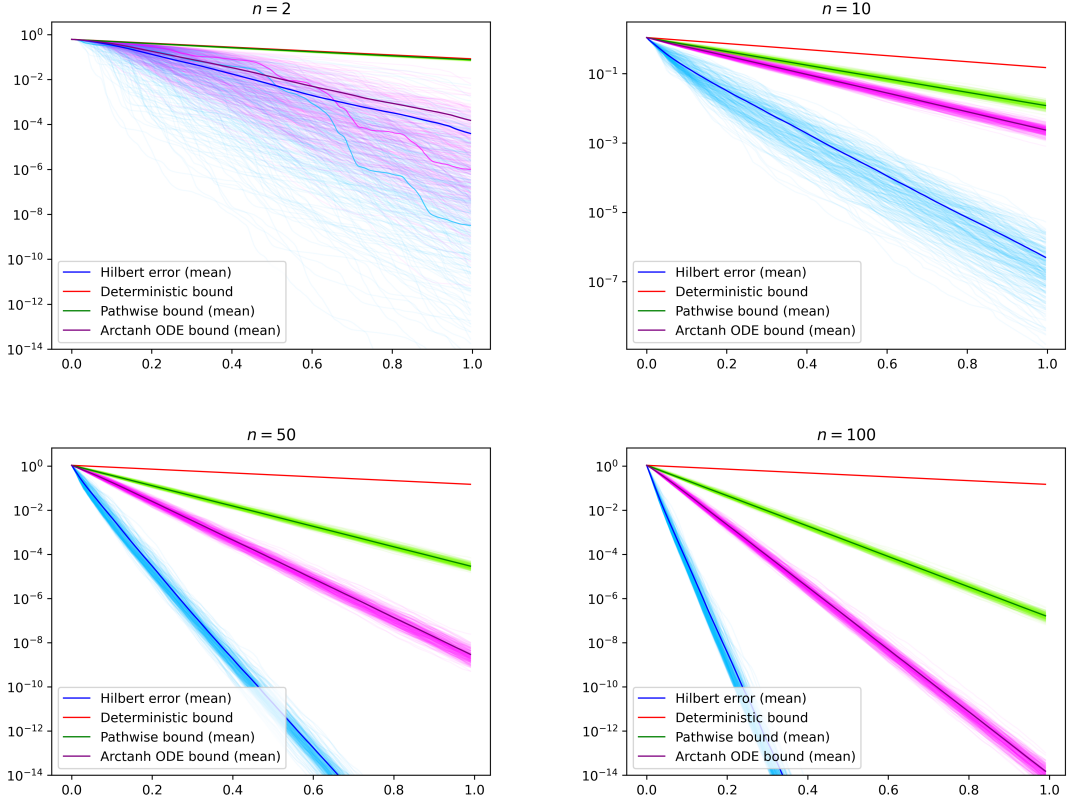 n = 2
10⁰
10⁻²
10⁻⁴
10⁻⁶
10⁻⁸
10⁻¹⁰
10⁻¹²
10⁻¹⁴
Hilbert error (mean)
Deterministic bound
Pathwise bound (mean)
Arctanh ODE bound (mean)
0.0 0.2 0.4 0.6 0.8 1.0
n = 10
10⁻¹
10⁻³
10⁻⁵
10⁻⁷
Hilbert error (mean)
Deterministic bound
Pathwise bound (mean)
Arctanh ODE bound (mean)
0.0 0.2 0.4 0.6 0.8 1.0
n = 50
10⁰
10⁻²
10⁻⁴
10⁻⁶
10⁻⁸
10⁻¹⁰
10⁻¹²
10⁻¹⁴
Hilbert error (mean)
Deterministic bound
Pathwise bound (mean)
Arctanh ODE bound (mean)
0.0 0.2 0.4 0.6 0.8 1.0
n = 100
10⁰
10⁻²
10⁻⁴
10⁻⁶
10⁻⁸
10⁻¹⁰
10⁻¹²
10⁻¹⁴
Hilbert error (mean)
Deterministic bound
Pathwise bound (mean)
Arctanh ODE bound (mean)
0.0 0.2 0.4 0.6 0.8 1.0